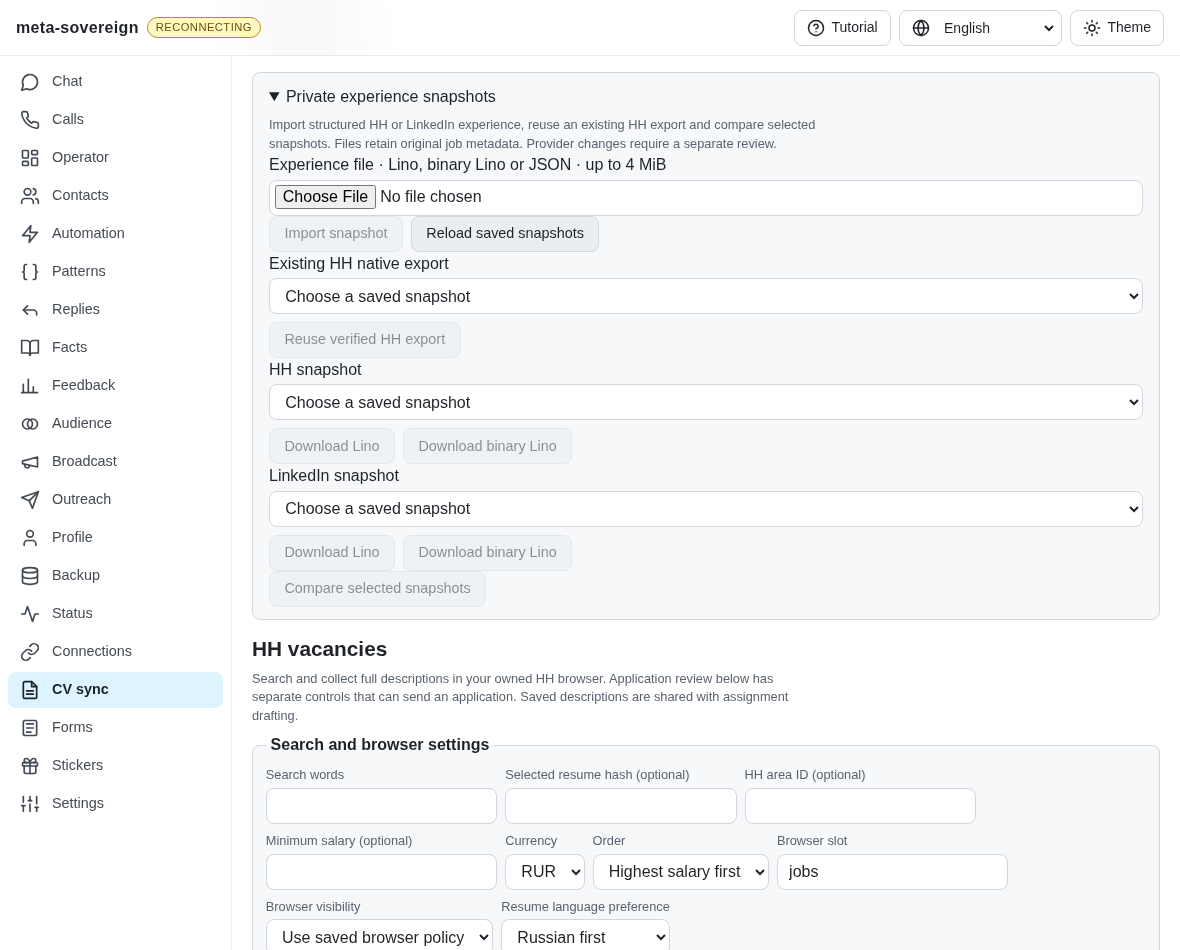 meta-sovereign
RECONNECTING
Tutorial
English
Theme
Chat
Calls
Operator
Contacts
Automation
Patterns
Replies
Facts
Feedback
Audience
Broadcast
Outreach
Profile
Backup
Status
Connections
CV sync
Forms
Stickers
Settings
Private experience snapshots
Import structured HH or LinkedIn experience, reuse an existing HH export and compare selected
snapshots. Files retain original job metadata. Provider changes require a separate review.
Experience file · Lino, binary Lino or JSON · up to 4 MiB
Choose File No file chosen
Import snapshot Reload saved snapshots
Existing HH native export
Choose a saved snapshot
Reuse verified HH export
HH snapshot
Choose a saved snapshot
Download Lino Download binary Lino
LinkedIn snapshot
Choose a saved snapshot
Download Lino Download binary Lino
Compare selected snapshots
HH vacancies
Search and collect full descriptions in your owned HH browser. Application review below has
separate controls that can send an application. Saved descriptions are shared with assignment
drafting.
Search and browser settings
Search words Selected resume hash (optional) HH area ID (optional)
Minimum salary (optional) Currency Order Browser slot
RUR Highest salary first jobs
Browser visibility Resume language preference
Use saved browser policy Russian first